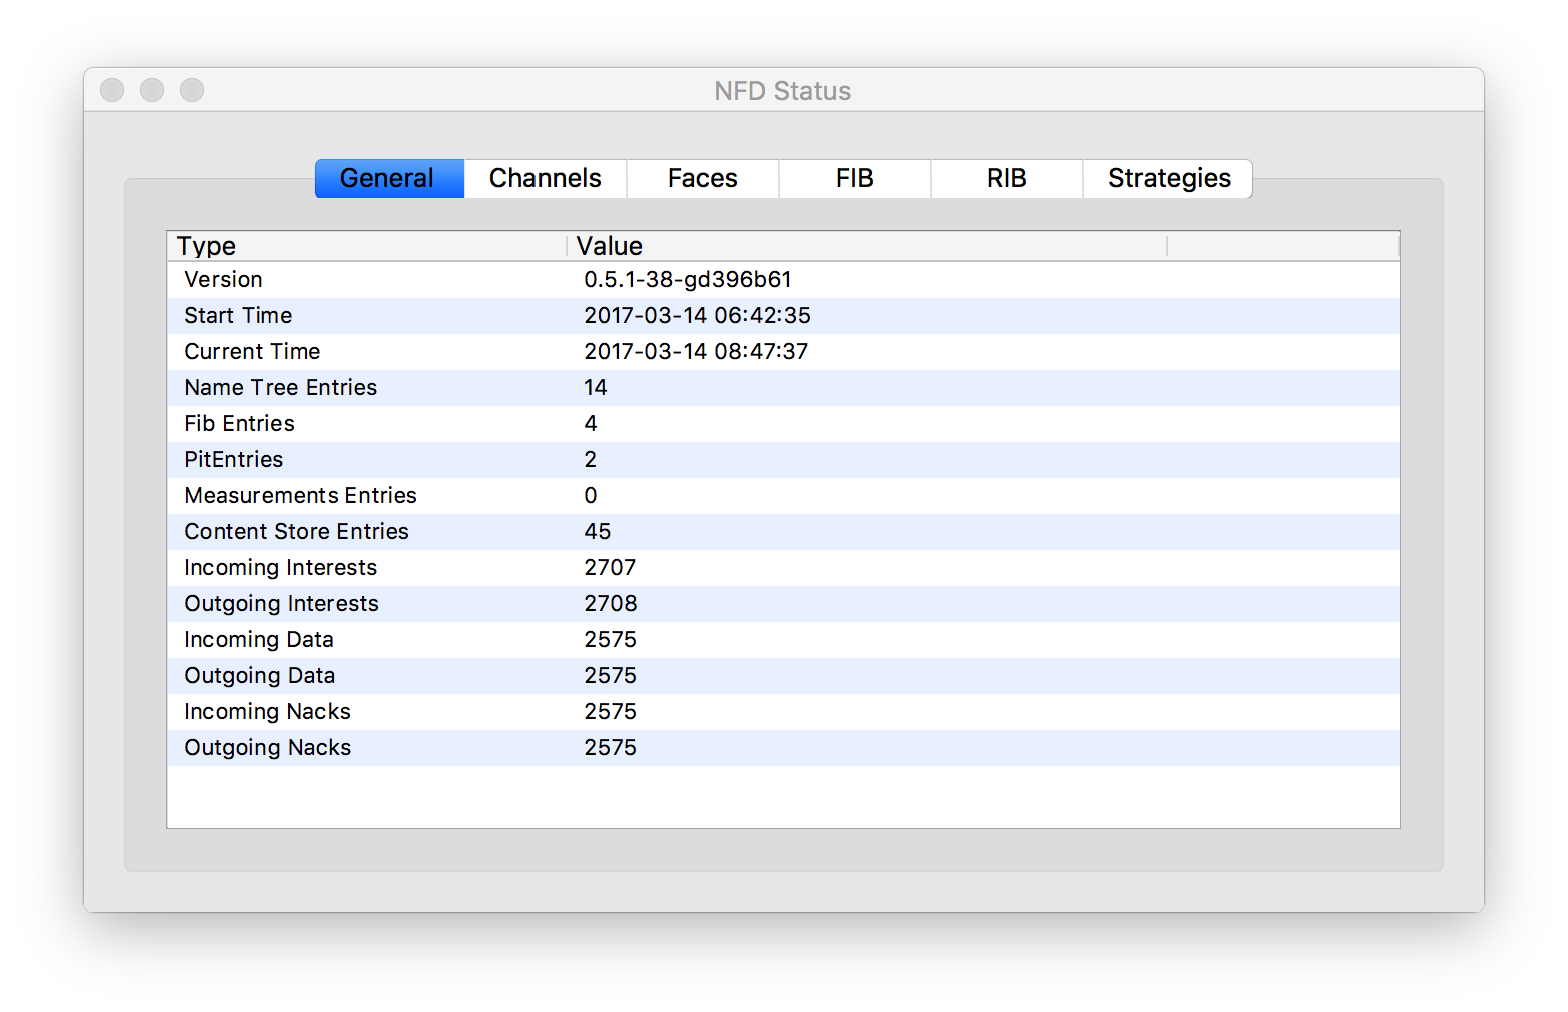 NFD Status
General Channels Faces FIB RIB Strategies
Type Value
Version 0.5.1-38-gd396b61
Start Time 2017-03-14 06:42:35
Current Time 2017-03-14 08:47:37
Name Tree Entries 14
Fib Entries 4
PitEntries 2
Measurements Entries 0
Content Store Entries 45
Incoming Interests 2707
Outgoing Interests 2708
Incoming Data 2575
Outgoing Data 2575
Incoming Nacks 2575
Outgoing Nacks 2575